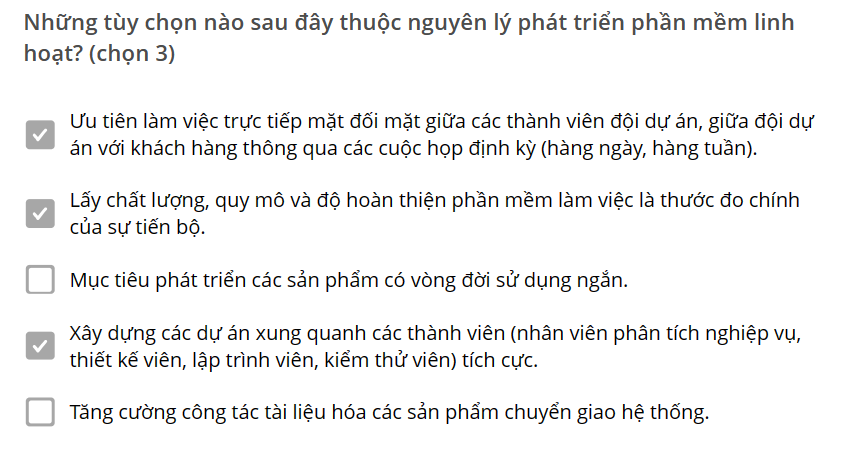 Những tùy chọn nào sau đây thuộc nguyên lý phát triển phần mềm linh
hoạt? (chọn 3)
Ưu tiên làm việc trực tiếp mặt đối mặt giữa các thành viên đội dự án, giữa đội dự
án với khách hàng thông qua các cuộc họp định kỳ (hàng ngày, hàng tuần).
Lấy chất lượng, quy mô và độ hoàn thiện phần mềm làm việc là thước đo chính
của sự tiến bộ.
Mục tiêu phát triển các sản phẩm có vòng đời sử dụng ngắn.
Xây dựng các dự án xung quanh các thành viên (nhân viên phân tích nghiệp vụ,
thiết kế viên, lập trình viên, kiểm thử viên) tích cực.
Tăng cường công tác tài liệu hóa các sản phẩm chuyển giao hệ thống.